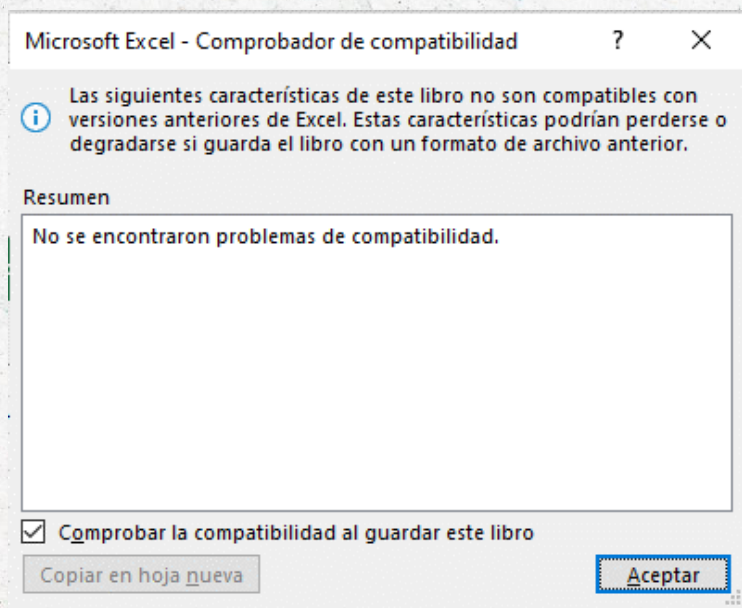 Microsoft Excel - Comprobador de compatibilidad ?
Las siguientes características de este libro no son compatibles con
versiones anteriores de Excel. Estas características podrían perderse o
degradarse si guarda el libro con un formato de archivo anterior.
Resumen
No se encontraron problemas de compatibilidad.
Comprobar la compatibilidad al guardar este libro
Copiar en hoja nueva
Aceptar